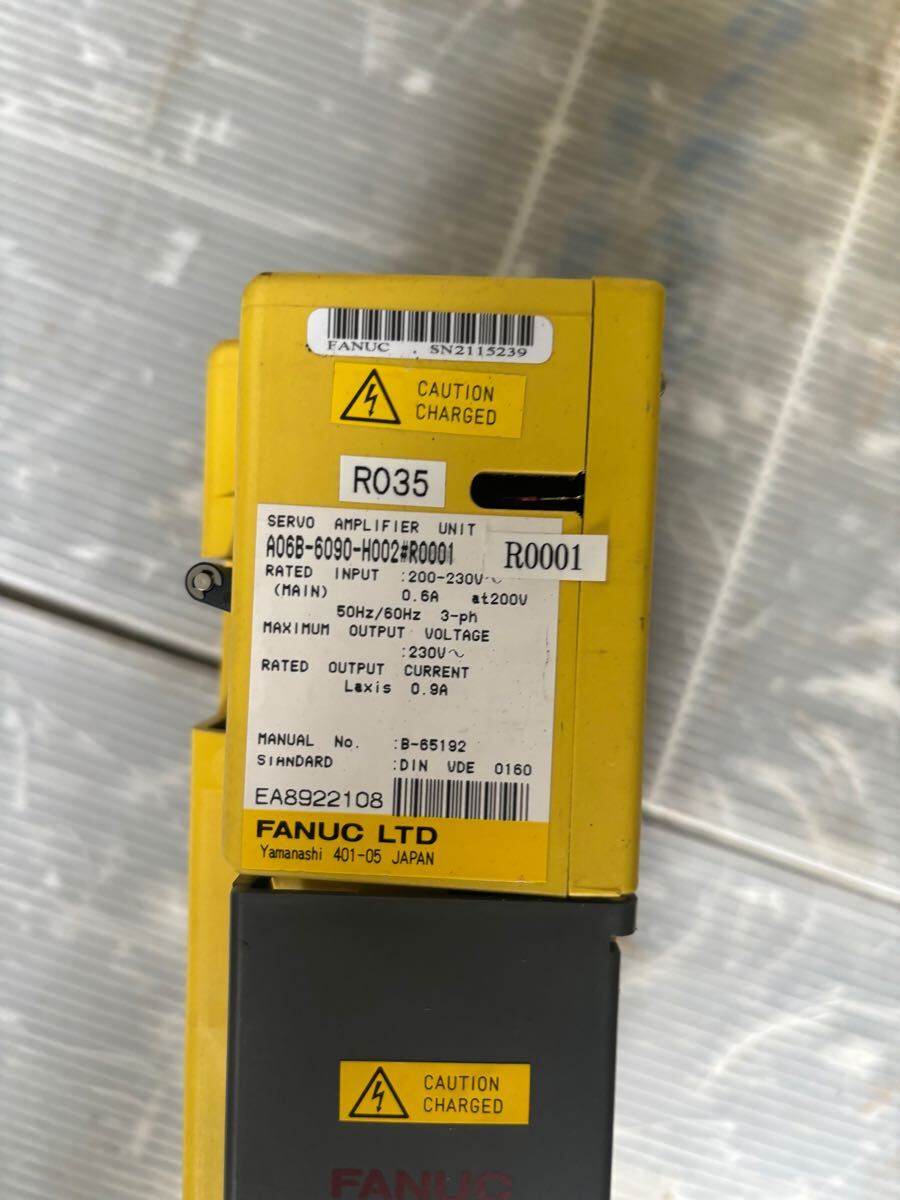 FANUC . SN2115239
CAUTION
CHARGED
R035
SERVO AMPLIFIER UNIT
A06B-6090-H002#R0001
R0001
RATED INPUT :200-230V~
(MAIN) 0.6A at200V
50Hz/60Hz 3-ph
MAXIMUM OUTPUT VOLTAGE
:230V~
RATED OUTPUT CURRENT
Laxis 0.9A
MANUAL No. :B-65192
STANDARD :DIN VDE 0160
EA8922108
FANUC LTD
Yamanashi 401-05 JAPAN
CAUTION
CHARGED
FANUC